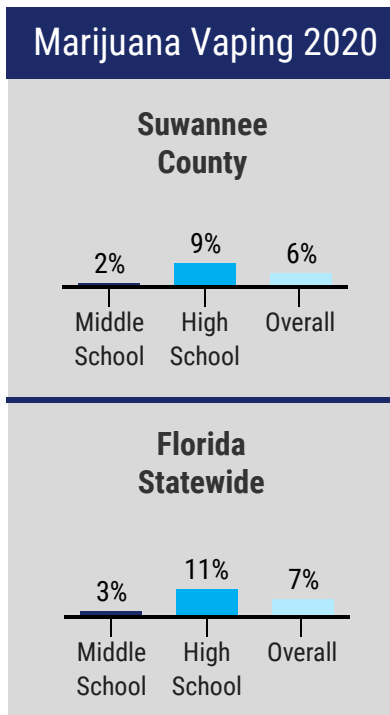 Marijuana Vaping 2020
Suwannee
County
2% 9% 6%
Middle School High School Overall
Florida
Statewide
3% 11% 7%
Middle School High School Overall